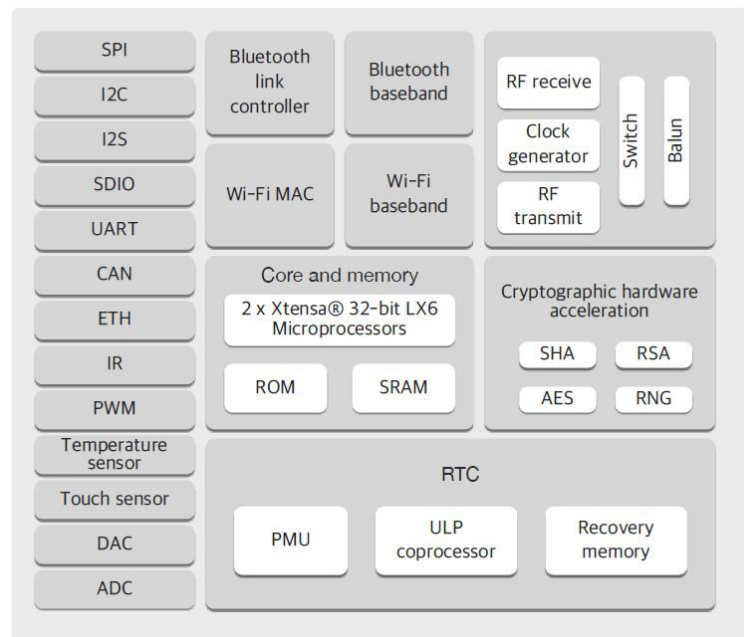 SPI
I2C
I2S
SDIO
UART
CAN
ETH
IR
PWM
Temperature
sensor
Touch sensor
DAC
ADC
Bluetooth
link
controller
Bluetooth
baseband
Wi-Fi MAC
Wi-Fi
baseband
RF receive
Clock
generator
RF
transmit
Switch
Balun
Core and memory
2 x Xtensa® 32-bit LX6
Microprocessors
ROM
SRAM
Cryptographic hardware
acceleration
SHA
RSA
AES
RNG
RTC
PMU
ULP
coprocessor
Recovery
memory